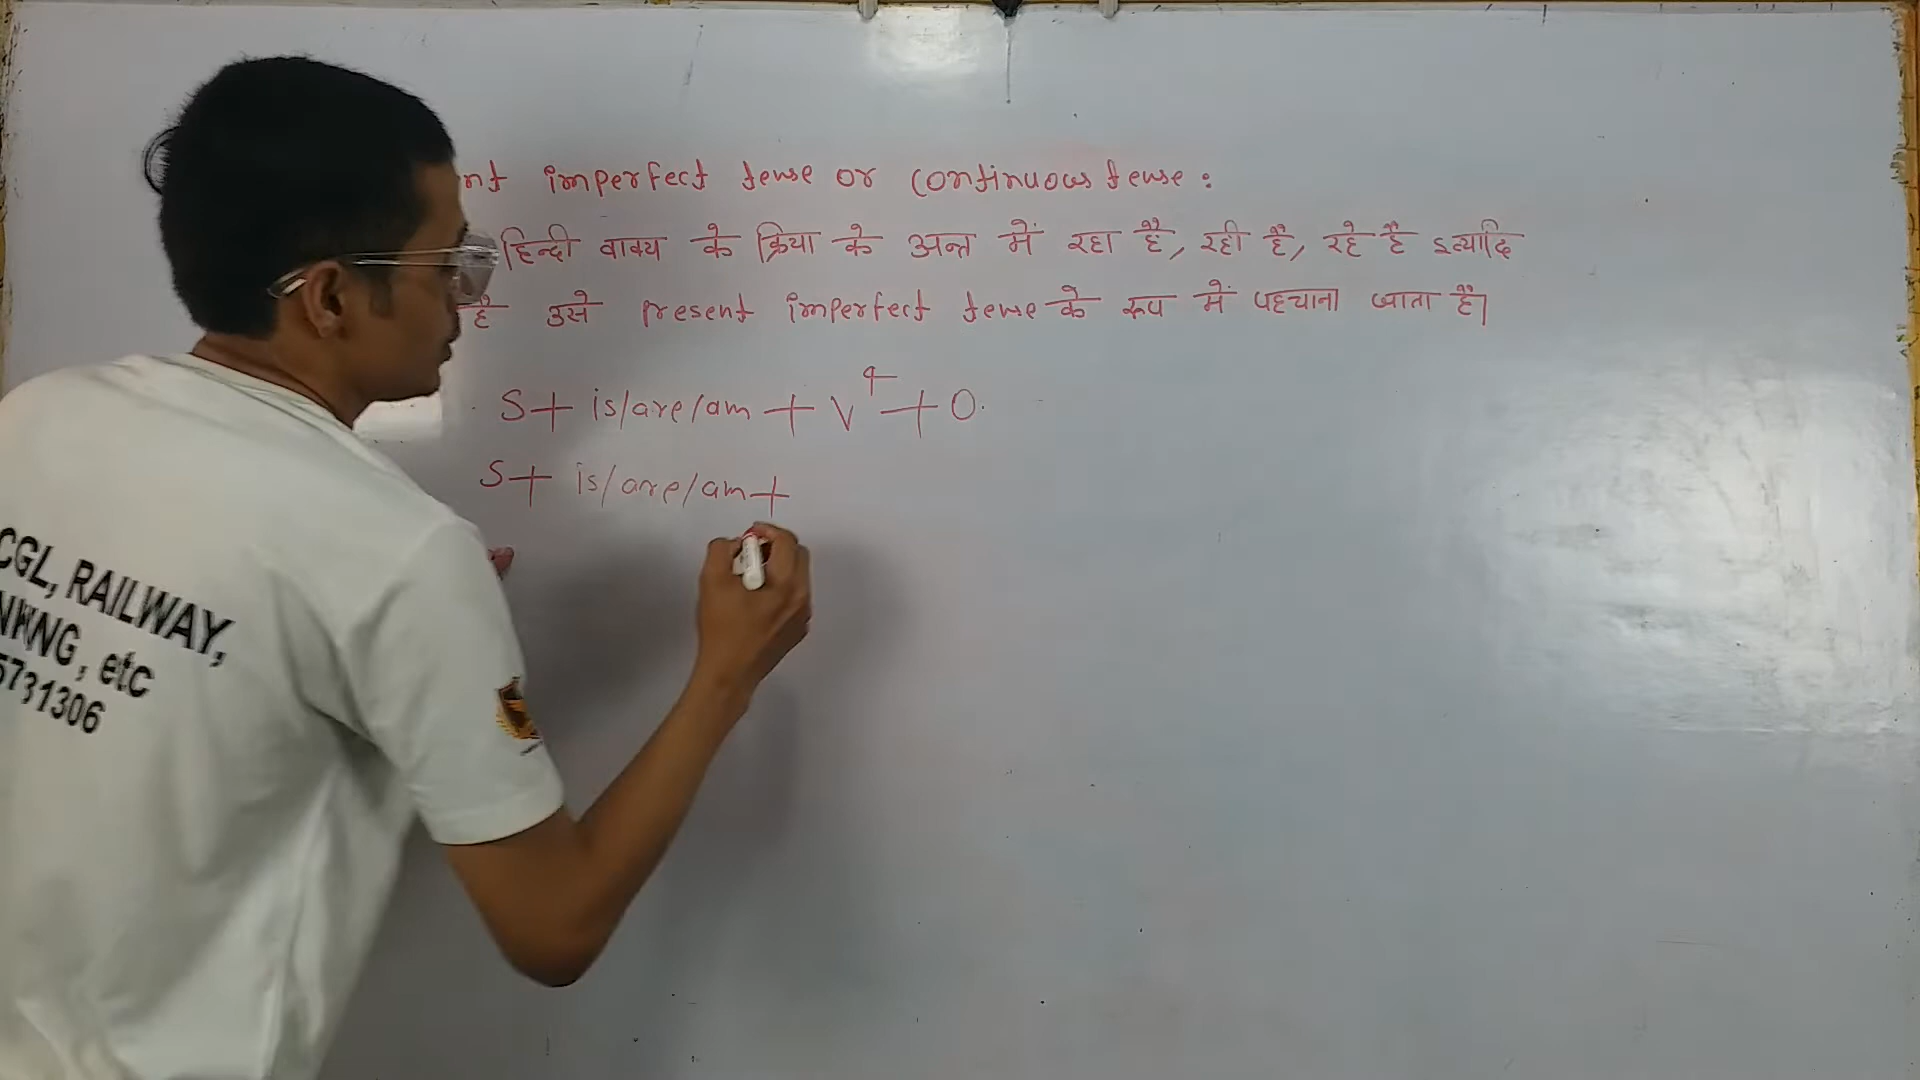 nt imperfect tense or continuous tense :
हिन्दी वाक्य के क्रिया के अन्त में रहा है, रही है, रहे हैं इत्यादि
है उसे present imperfect tense के रूप में पहचाना जाता है।
S + is/are/am + V⁴ + O.
S + is/are/am +
CGL, RAILWAY,
etc
5731306